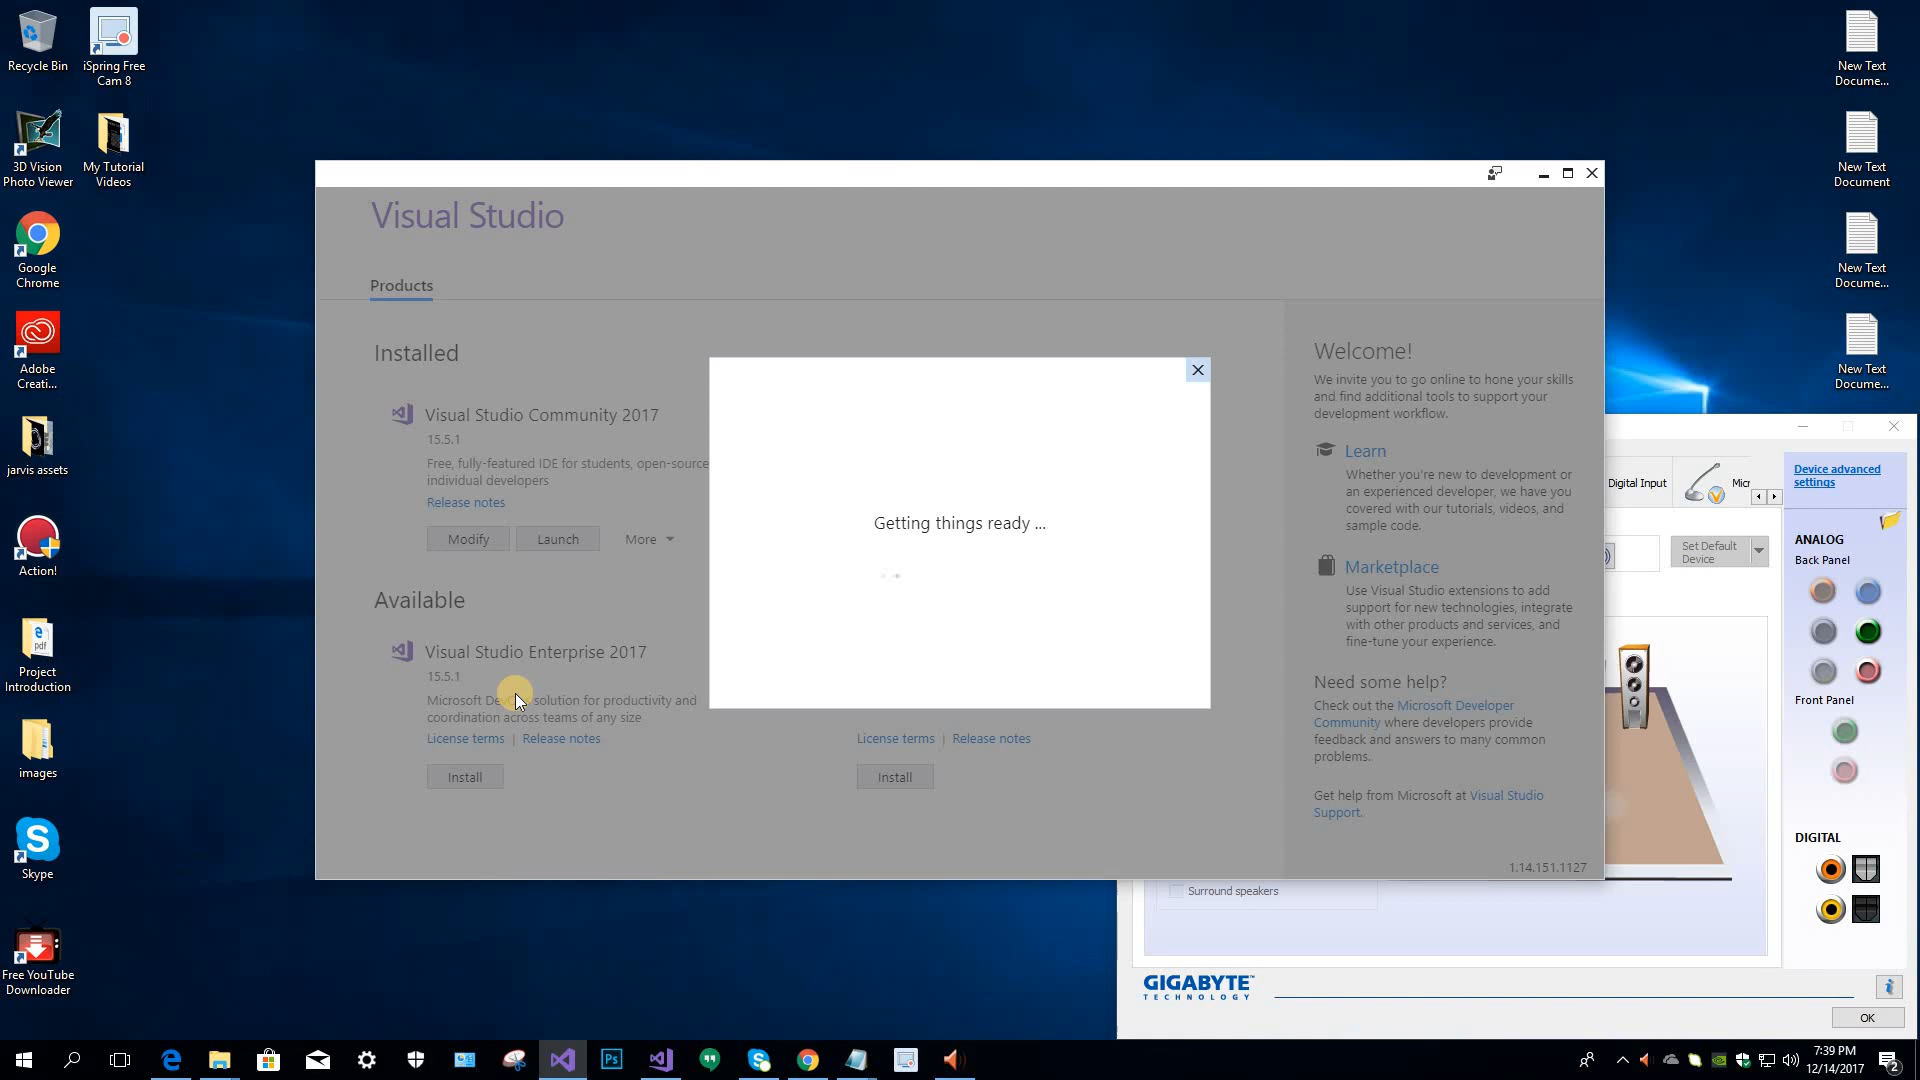 Recycle Bin
iSpring Free
Cam 8
3D Vision
Photo Viewer
My Tutorial
Videos
Google
Chrome
Adobe
Creati...
jarvis assets
Action!
Project
Introduction
images
Skype
Free YouTube
Downloader
New Text
Docume...
New Text
Document
New Text
Docume...
New Text
Docume...
Visual Studio
Products
Installed
Visual Studio Community 2017
15.5.1
Free, fully-featured IDE for students, open-source
individual developers
Release notes
Modify
Launch
More
Available
Visual Studio Enterprise 2017
15.5.1
Microsoft solution for productivity and
coordination across teams of any size
License terms | Release notes
Install
License terms | Release notes
Install
Getting things ready ...
Welcome!
We invite you to go online to hone your skills
and find additional tools to support your
development workflow.
Learn
Whether you're new to development or
an experienced developer, we have you
covered with our tutorials, videos, and
sample code.
Marketplace
Use Visual Studio extensions to add
support for new technologies, integrate
with other products and services, and
fine-tune your experience.
Need some help?
Check out the Microsoft Developer
Community where developers provide
feedback and answers to many common
problems.
Get help from Microsoft at Visual Studio
Support.
1.14.151.1127
Digital Input
Micr
Device advanced
settings
Set Default
Device
ANALOG
Back Panel
Front Panel
DIGITAL
Surround speakers
GIGABYTE™
TECHNOLOGY
OK
Ps
7:39 PM
12/14/2017
2